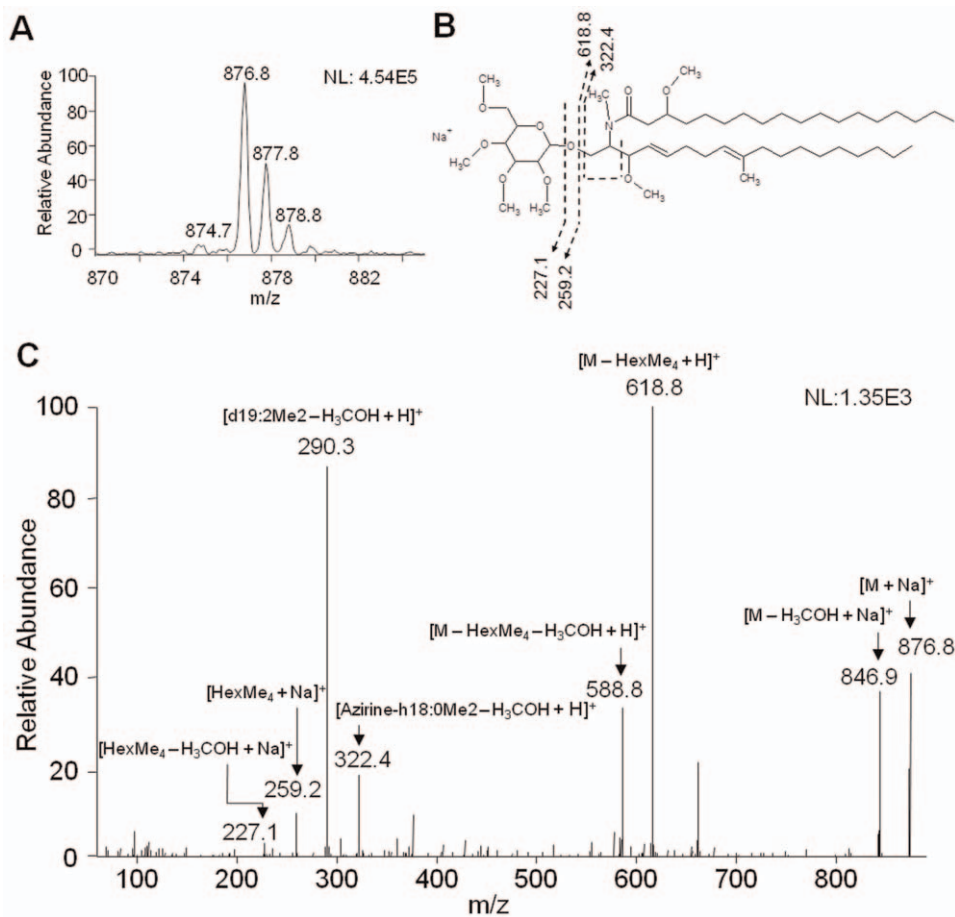 A
NL: 4.54E5
Relative Abundance
100
80
60
40
20
0
876.8
877.8
878.8
874.7
870
874
878
882
m/z
B
618.8
322.4
Na+
CH3
O
CH3
H3C
N
O
O
O
O
H3C
O
O
O
O
CH3
CH3
CH3
CH3
227.1
259.2
C
[M – HexMe4 + H]+
618.8
NL:1.35E3
[d19:2Me2–H3COH + H]+
290.3
[M + Na]+
876.8
[M – H3COH + Na]+
846.9
[M – HexMe4 – H3COH + H]+
588.8
[HexMe4 + Na]+
259.2
[Azirine-h18:0Me2–H3COH + H]+
322.4
[HexMe4 – H3COH + Na]+
227.1
Relative Abundance
100
80
60
40
20
0
100
200
300
400
500
600
700
800
m/z